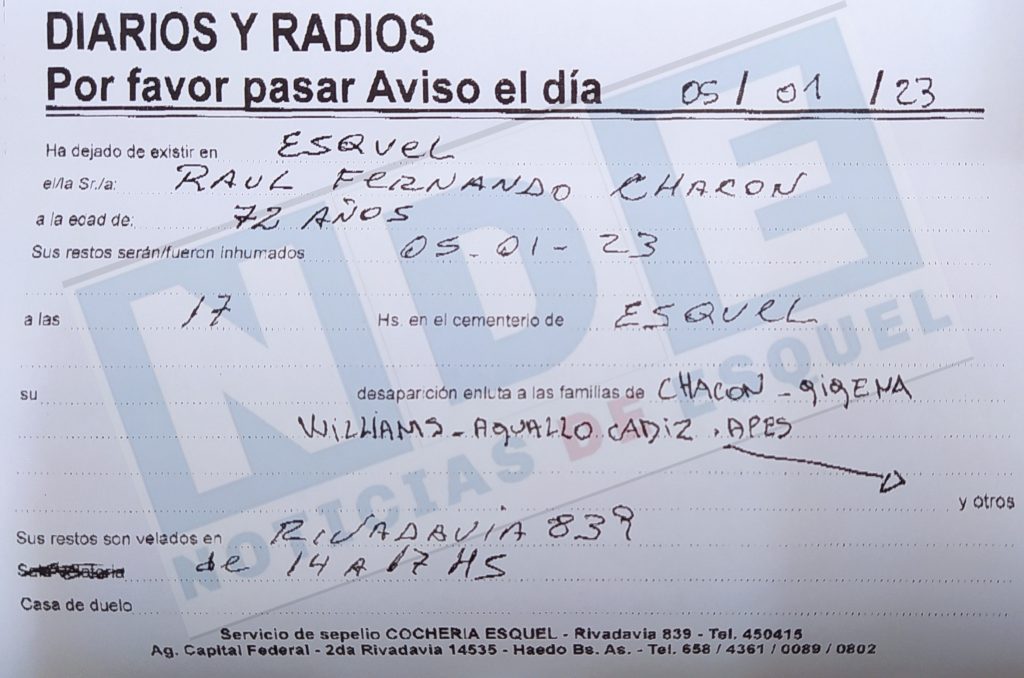 DIARIOS Y RADIOS
Por favor pasar Aviso el día 05 / 01 / 23
Ha dejado de existir en ESQUEL
el/la Sr./a: RAUL FERNANDO CHACON
a la edad de: 72 AÑOS
Sus restos serán/fueron inhumados 05-01-23
a las 17 Hs. en el cementerio de ESQUEL
su desaparición enluta a las familias de CHACON - GIGENA
WILLIAMS - AGUALLO CADIZ. APES
y otros
Sus restos son velados en RIVADAVIA 839
de 14 A 17 HS
Casa de duelo
Servicio de sepelio COCHERIA ESQUEL - Rivadavia 839 - Tel. 450415
Ag. Capital Federal - 2da Rivadavia 14535 - Haedo Bs. As. - Tel. 658 / 4361 / 0089 / 0802
NDE
NOTICIAS DE ESQUEL